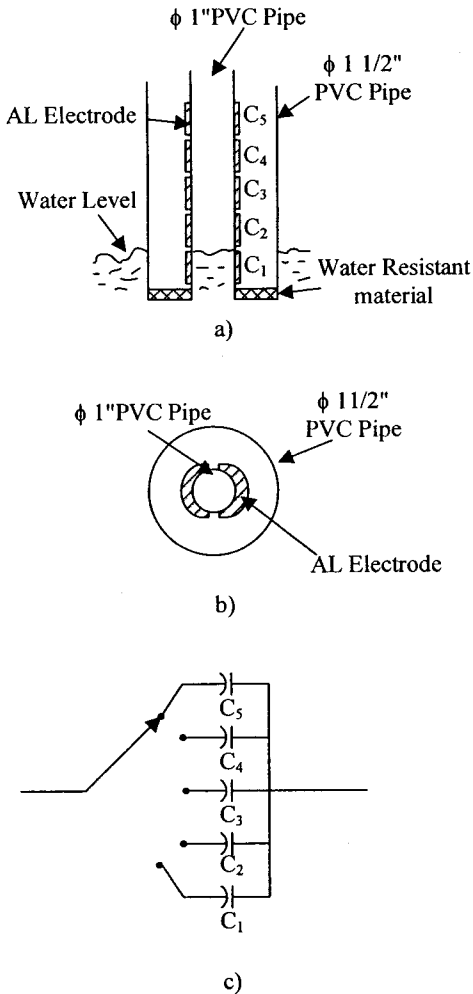 ϕ 1"PVC Pipe
ϕ 1 1/2"
PVC Pipe
AL Electrode
C₅
C₄
C₃
Water Level
C₂
C₁
Water Resistant
material
a)
ϕ 1"PVC Pipe
ϕ 11/2"
PVC Pipe
AL Electrode
b)
C₅
C₄
C₃
C₂
C₁
c)